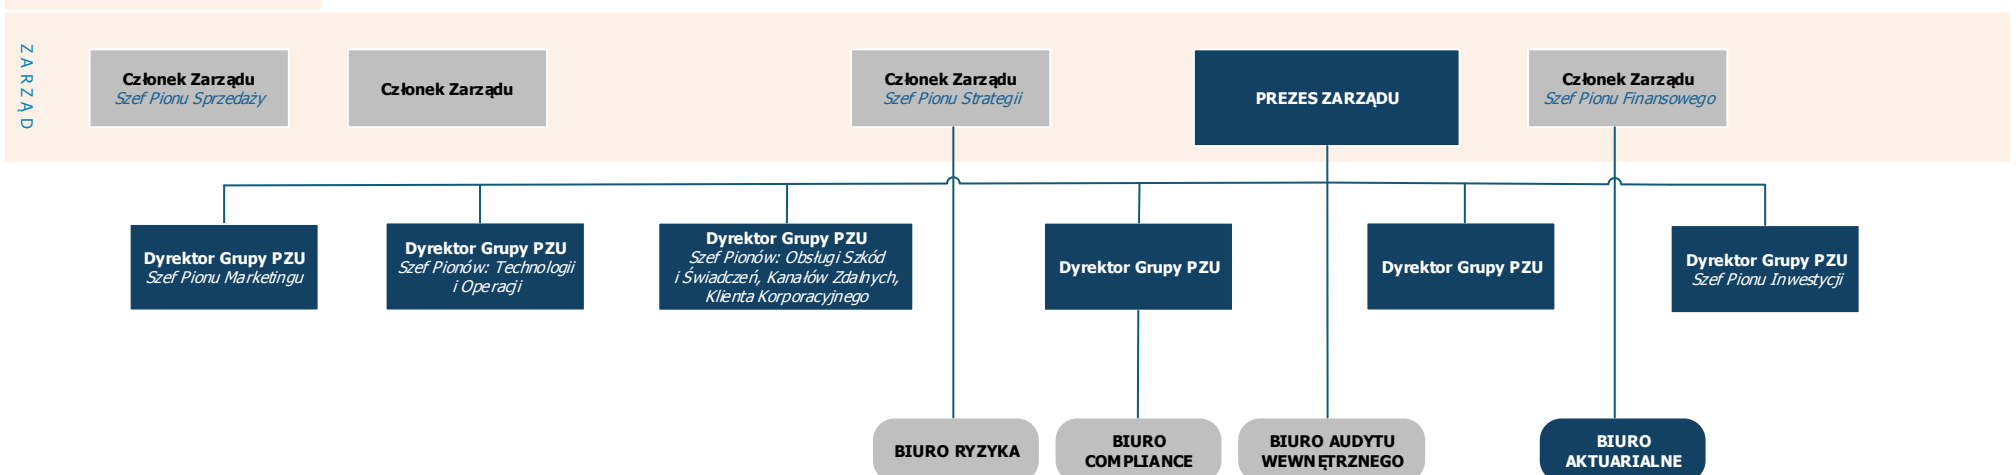 ZARZĄD
Członek Zarządu
Szef Pionu Sprzedaży
Członek Zarządu
Członek Zarządu
Szef Pionu Strategii
PREZES ZARZĄDU
Członek Zarządu
Szef Pionu Finansowego
Dyrektor Grupy PZU
Szef Pionu Marketingu
Dyrektor Grupy PZU
Szef Pionów: Technologii
i Operacji
Dyrektor Grupy PZU
Szef Pionów: Obsługi Szkód
i Świadczeń, Kanałów Zdalnych,
Klienta Korporacyjnego
Dyrektor Grupy PZU
Dyrektor Grupy PZU
Dyrektor Grupy PZU
Szef Pionu Inwestycji
BIURO RYZYKA
BIURO
COMPLIANCE
BIURO AUDYTU
WEWNĘTRZNEGO
BIURO
AKTUARIALNE